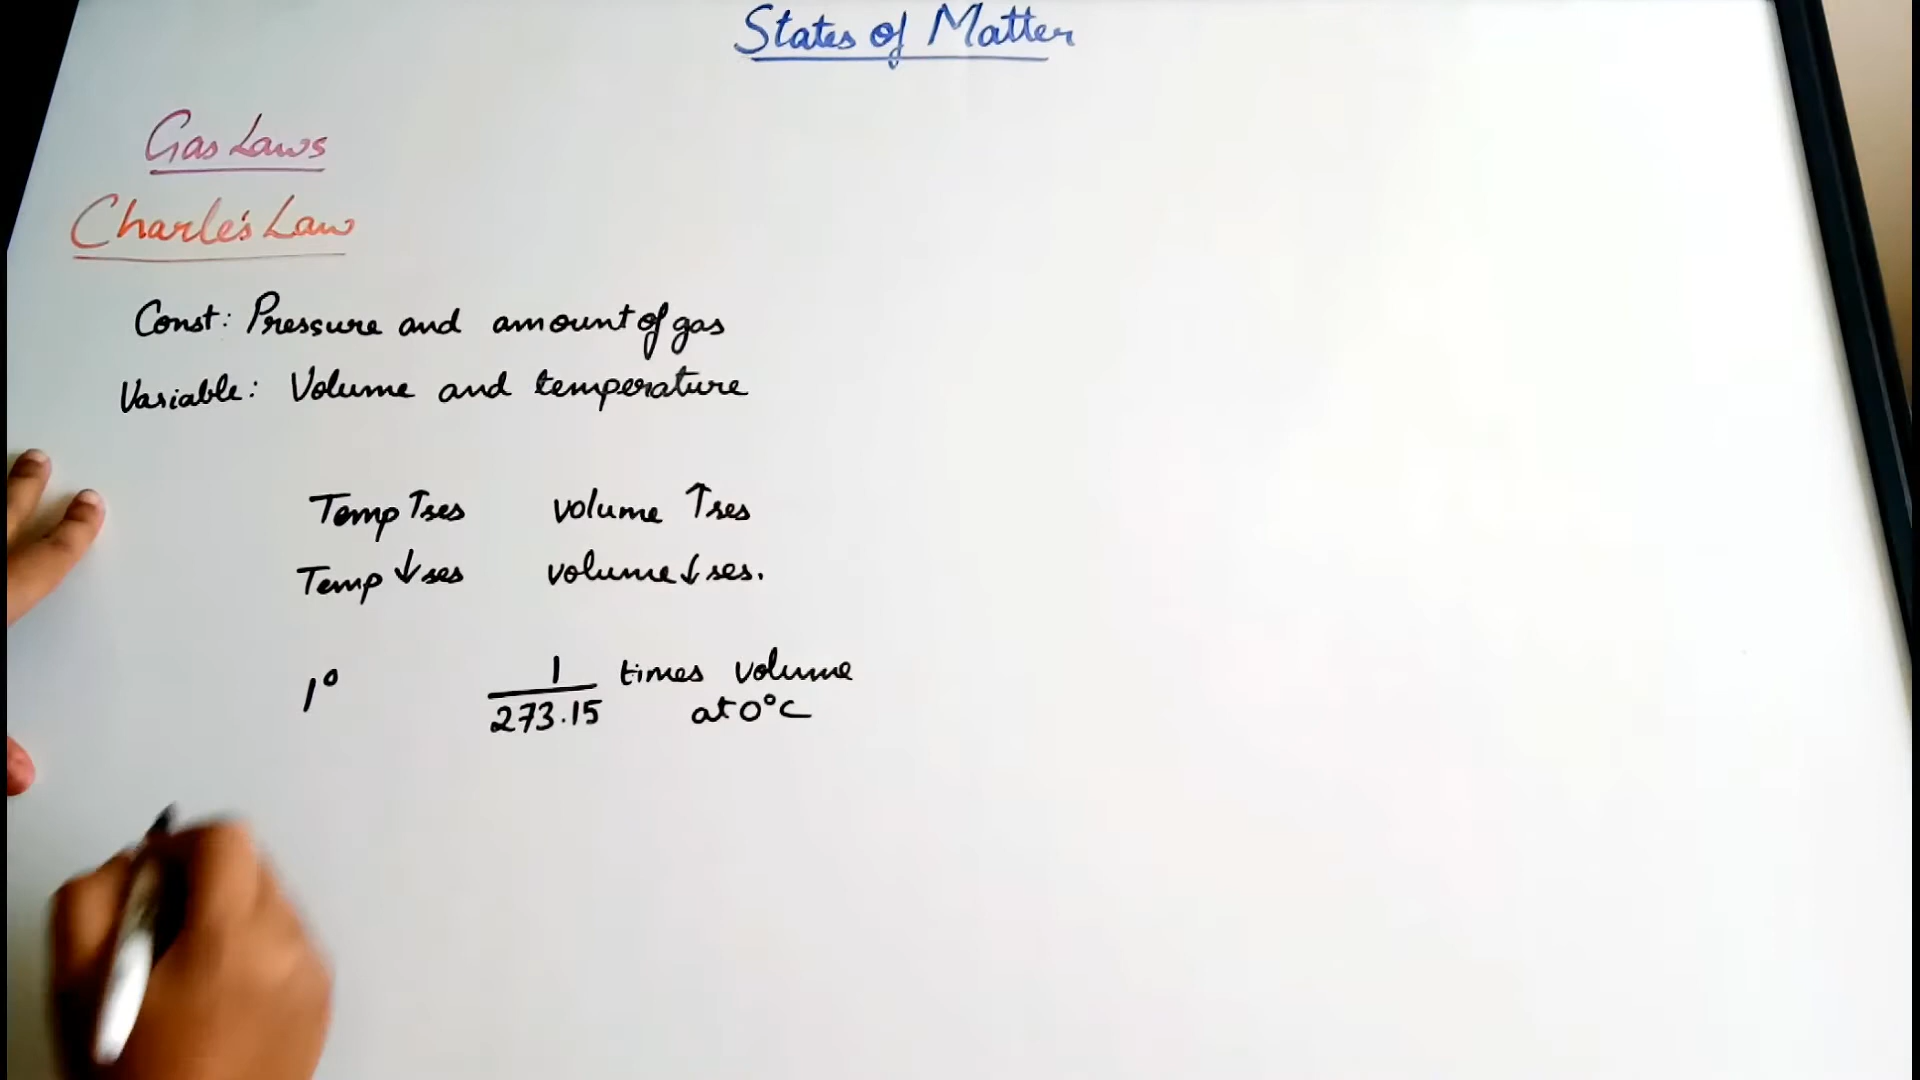 States of Matter
Gas Laws
Charle's Law
Const: Pressure and amount of gas
Variable: Volume and temperature
Temp ↑ses volume ↑ses
Temp ↓ses volume ↓ses.
1° 1/273.15 times volume
at 0°C